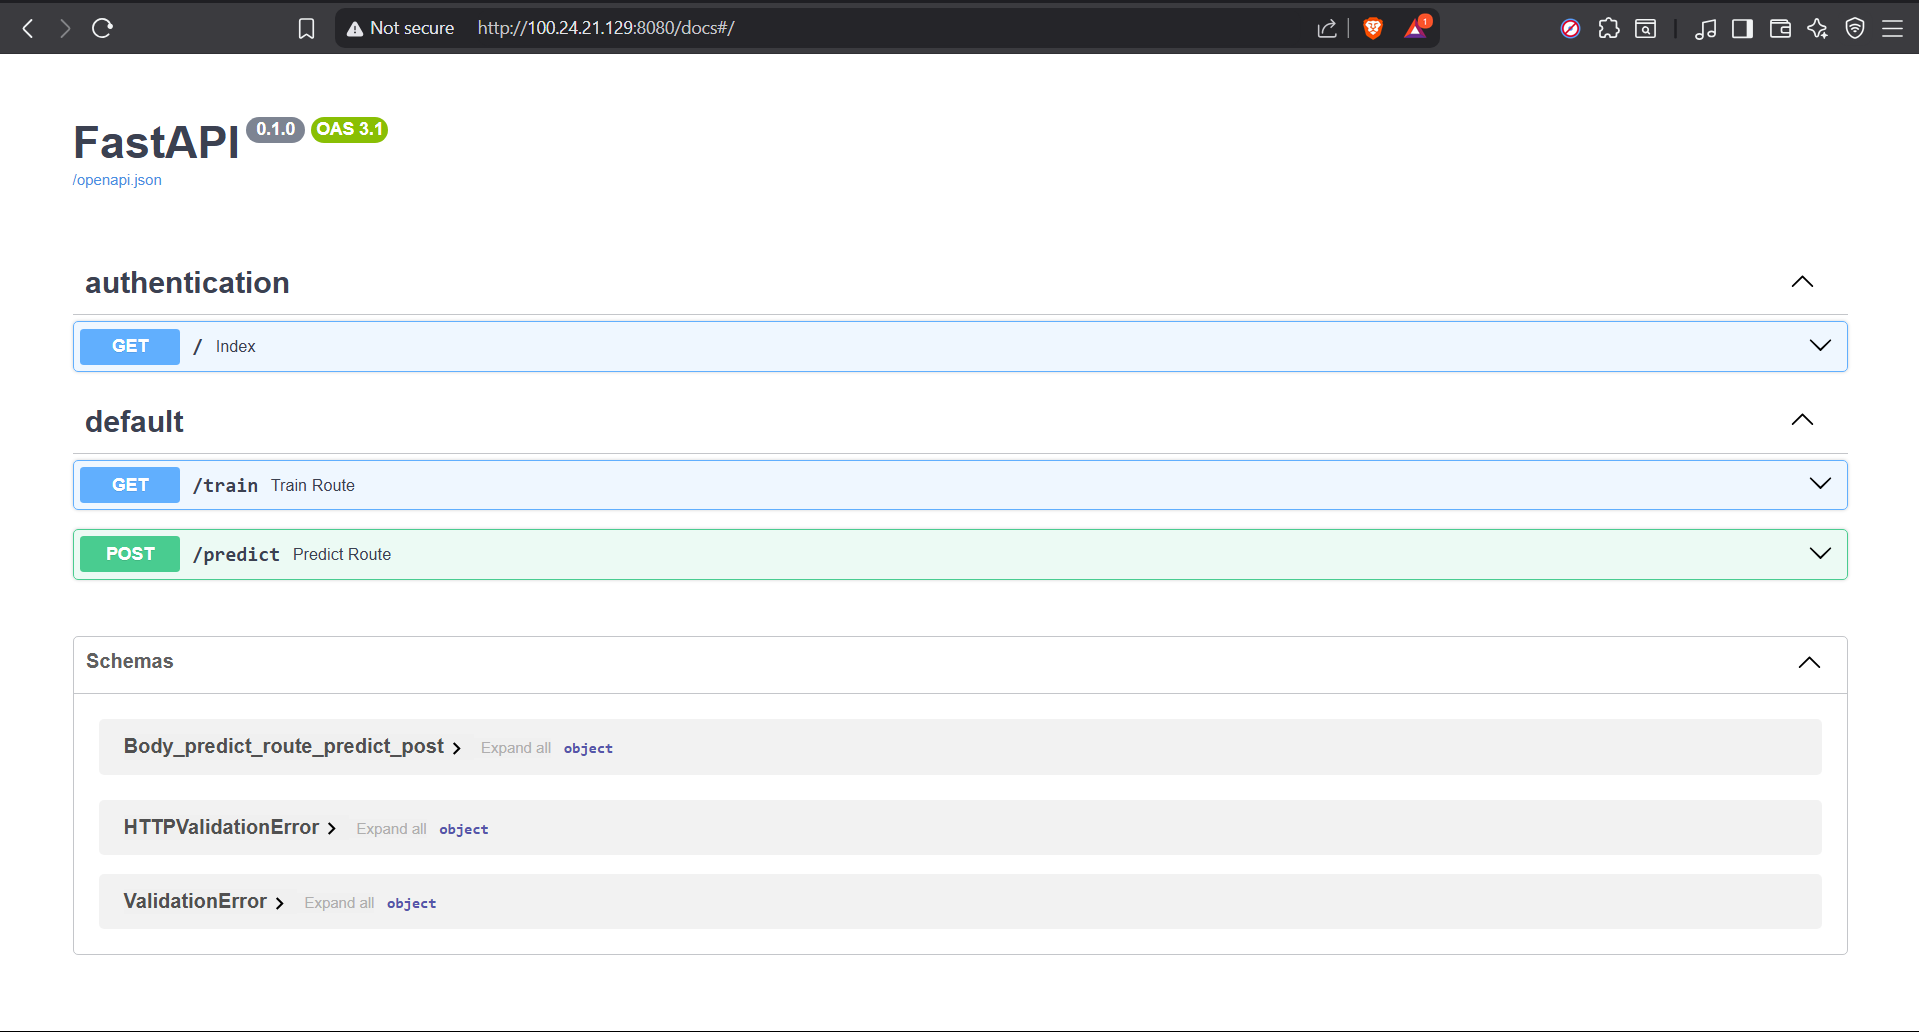 Not secure http://100.24.21.129:8080/docs#/ 1
FastAPI 0.1.0 OAS 3.1
/openapi.json
authentication
GET / Index
default
GET /train Train Route
POST /predict Predict Route
Schemas
Body_predict_route_predict_post Expand all object
HTTPValidationError Expand all object
ValidationError Expand all object